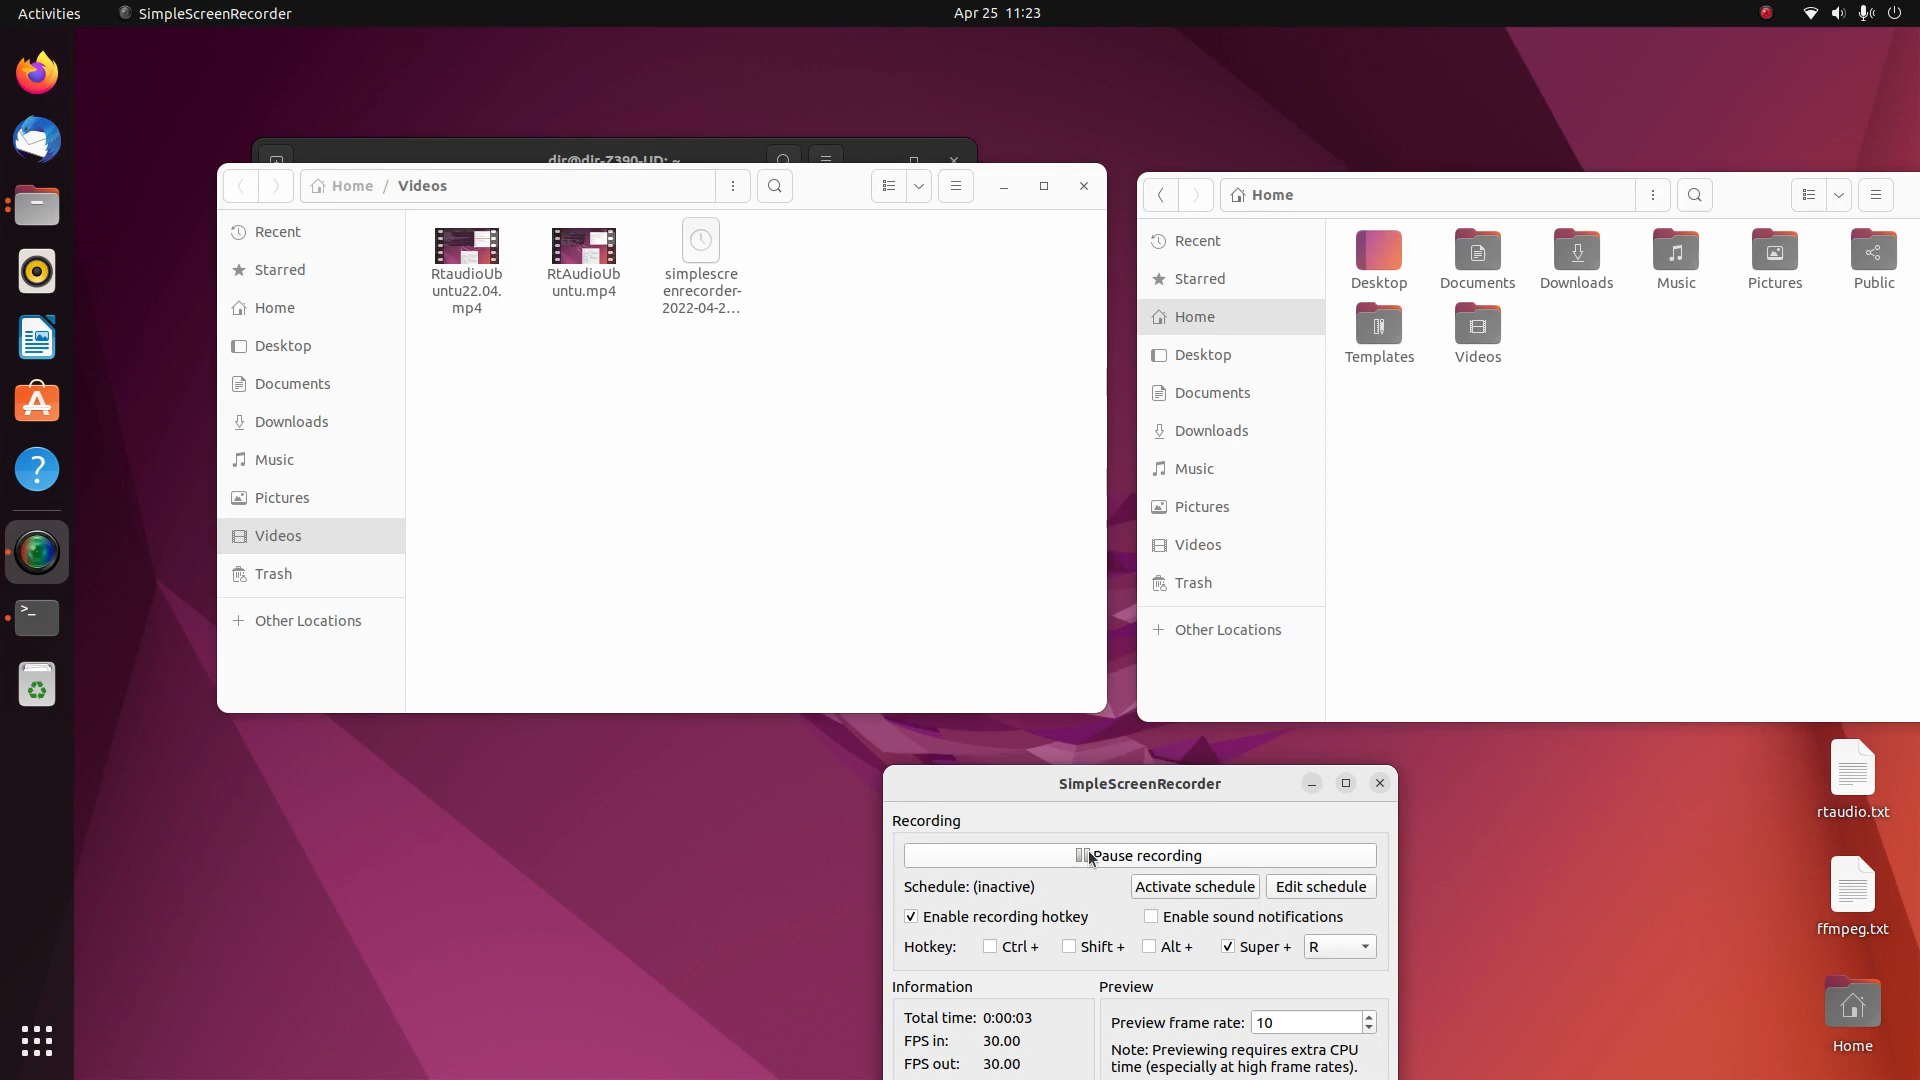 Activities
SimpleScreenRecorder
Apr 25 11:23
dir@dir-Z390-UD: ~
Home / Videos
Recent
Starred
Home
Desktop
Documents
Downloads
Music
Pictures
Videos
Trash
Other Locations
RtaudioUb
untu22.04.
mp4
RtAudioUb
untu.mp4
simplescre
enrecorder-
2022-04-2...
Home
Recent
Starred
Home
Desktop
Documents
Downloads
Music
Pictures
Videos
Trash
Other Locations
Desktop
Documents
Downloads
Music
Pictures
Public
Templates
Videos
SimpleScreenRecorder
Recording
Pause recording
Schedule: (inactive)
Activate schedule
Edit schedule
Enable recording hotkey
Enable sound notifications
Hotkey:
Ctrl +
Shift +
Alt +
Super +
R
Information
Total time: 0:00:03
FPS in: 30.00
FPS out: 30.00
Preview
Preview frame rate: 10
Note: Previewing requires extra CPU
time (especially at high frame rates).
rtaudio.txt
ffmpeg.txt
Home